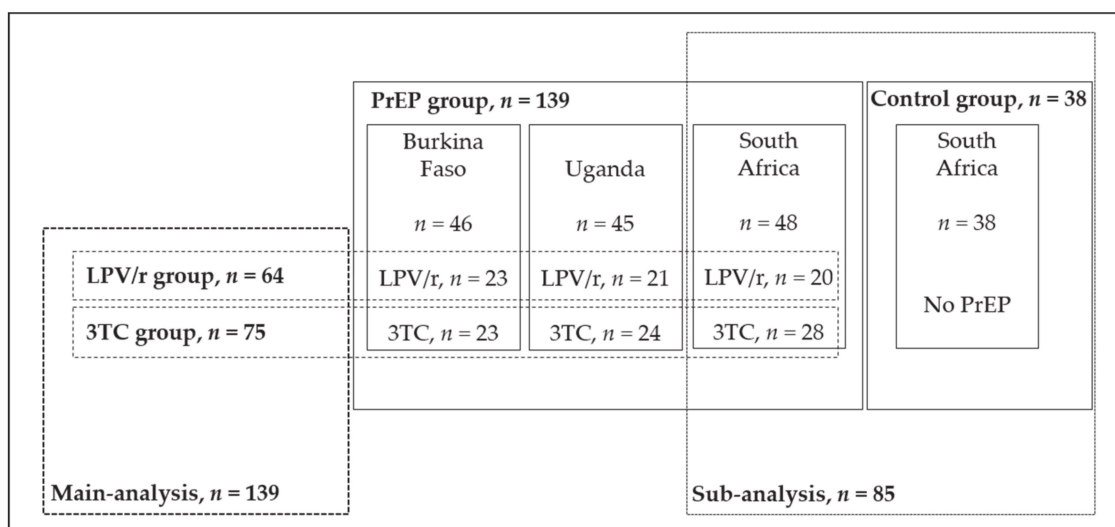 PrEP group, n = 139
Control group, n = 38
Burkina
Faso
Uganda
South
Africa
South
Africa
n = 46
n = 45
n = 48
n = 38
LPV/r group, n = 64
LPV/r, n = 23
LPV/r, n = 21
LPV/r, n = 20
No PrEP
3TC group, n = 75
3TC, n = 23
3TC, n = 24
3TC, n = 28
Main-analysis, n = 139
Sub-analysis, n = 85